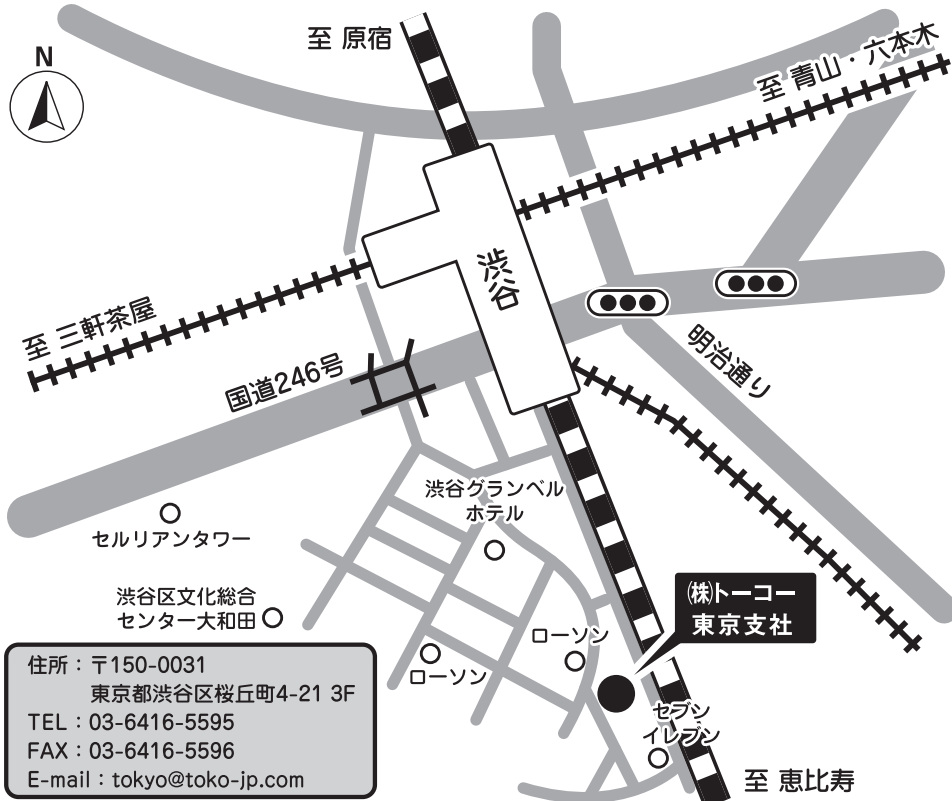 至 原宿
N
至 青山・六本木
渋谷
至 三軒茶屋
国道246号
明治通り
渋谷グランベル
ホテル
セルリアンタワー
渋谷区文化総合
センター大和田
㈱トーコー
東京支社
ローソン
ローソン
セブン
イレブン
至 恵比寿
住所：〒150-0031
東京都渋谷区桜丘町4-21 3F
TEL：03-6416-5595
FAX：03-6416-5596
E-mail：tokyo@toko-jp.com